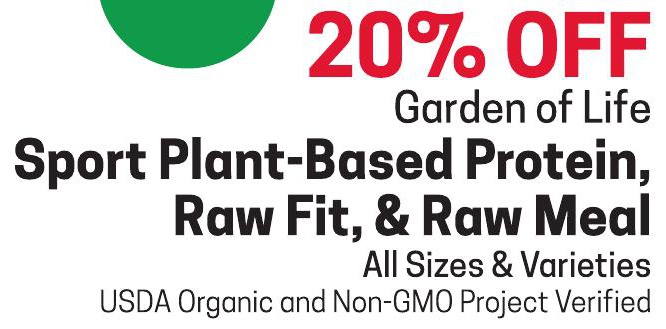 20% OFF
Garden of Life
Sport Plant-Based Protein,
Raw Fit, & Raw Meal
All Sizes & Varieties
USDA Organic and Non-GMO Project Verified